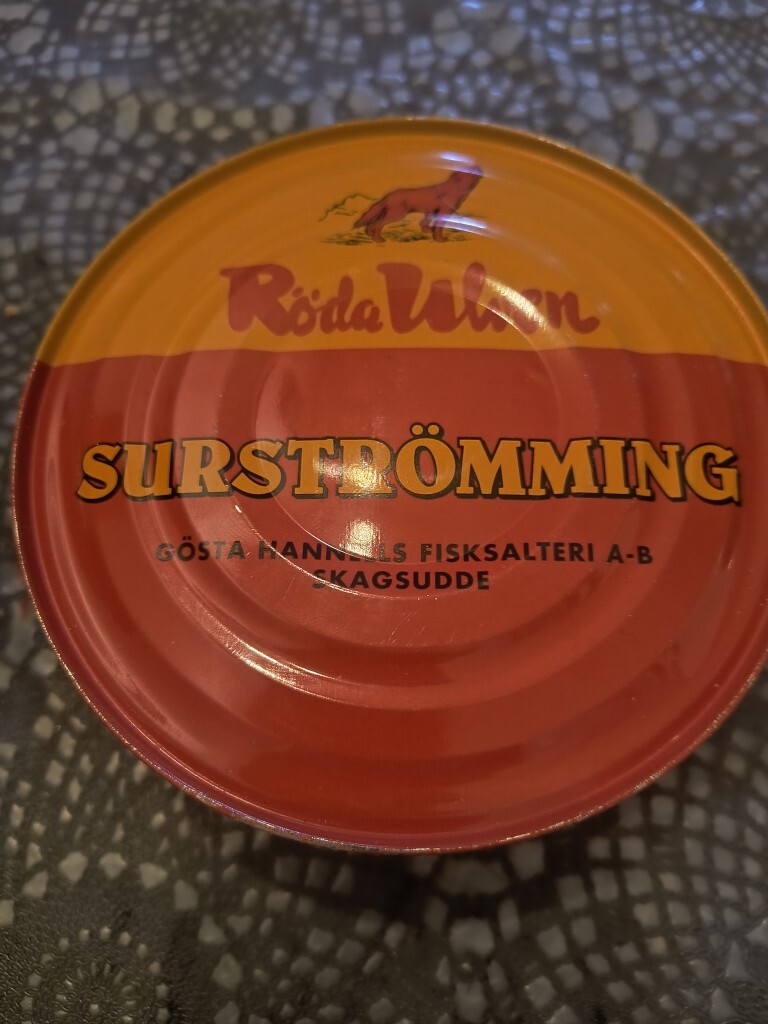 Röda Ulven
SURSTRÖMMING
GÖSTA HANNELLS FISKSALTERI A-B
SKAGSUDDE